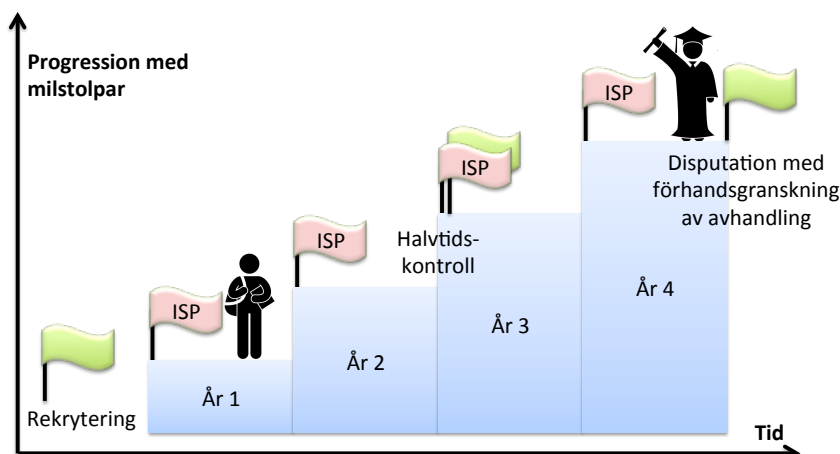 Progression med
milstolpar
ISP
ISP
ISP
ISP
Halvtids-
kontroll
Disputation med
förhandsgranskning
av avhandling
Rekrytering
År 1
År 2
År 3
År 4
Tid